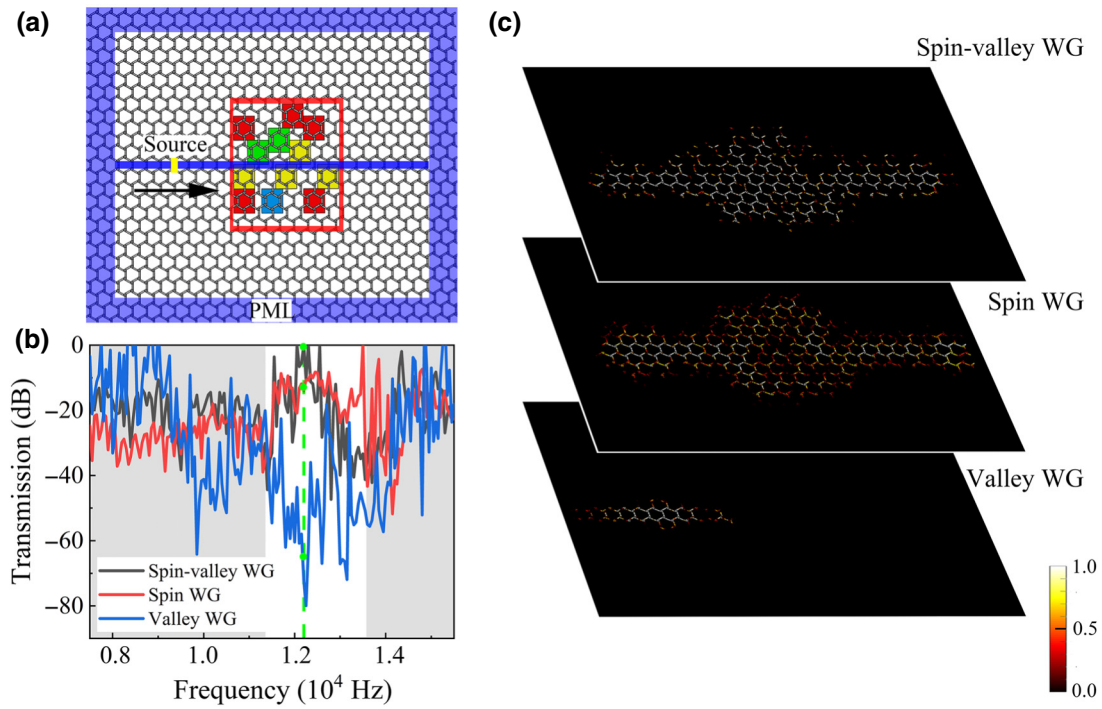 (a)
Source
PML
(b)
0
−20
−40
−60
−80
Transmission (dB)
Spin-valley WG
Spin WG
Valley WG
0.8
1.0
1.2
1.4
Frequency (10⁴ Hz)
(c)
Spin-valley WG
Spin WG
Valley WG
1.0
0.5
0.0